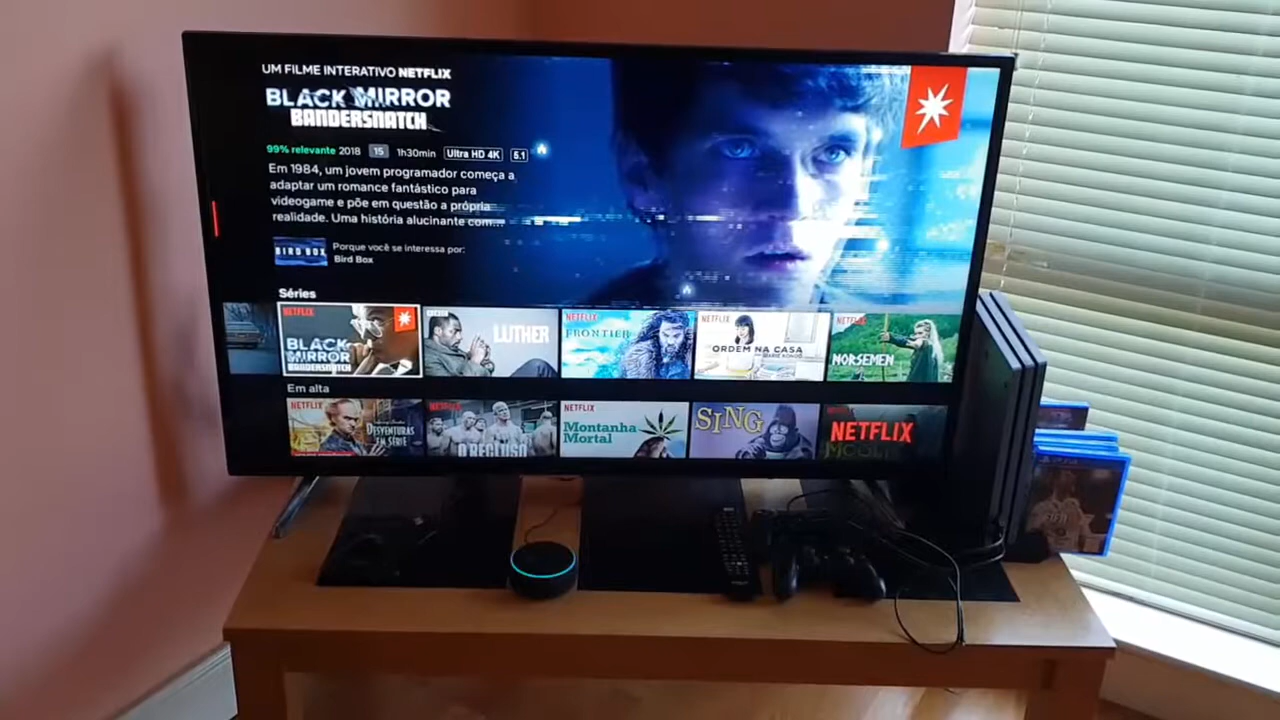 UM FILME INTERATIVO NETFLIX
BLACK MIRROR
BANDERSNATCH
99% relevante 2018 15 1h30min Ultra HD 4K 5.1
Em 1984, um jovem programador começa a
adaptar um romance fantástico para
videogame e põe em questão a própria
realidade. Uma história alucinante com...
BIRD BOX
Porque você se interessa por:
Bird Box
Séries
NETFLIX
BLACK MIRROR
BANDERSNATCH
LUTHER
NETFLIX
FRONTIER
NETFLIX
ORDEM NA CASA
NETFLIX
NORSEMEN
Em alta
NETFLIX
DESVENTURAS
EM SÉRIE
NETFLIX
O RECLUSO
NETFLIX
Montanha
Mortal
SING
NETFLIX
MOGLI
FIFA